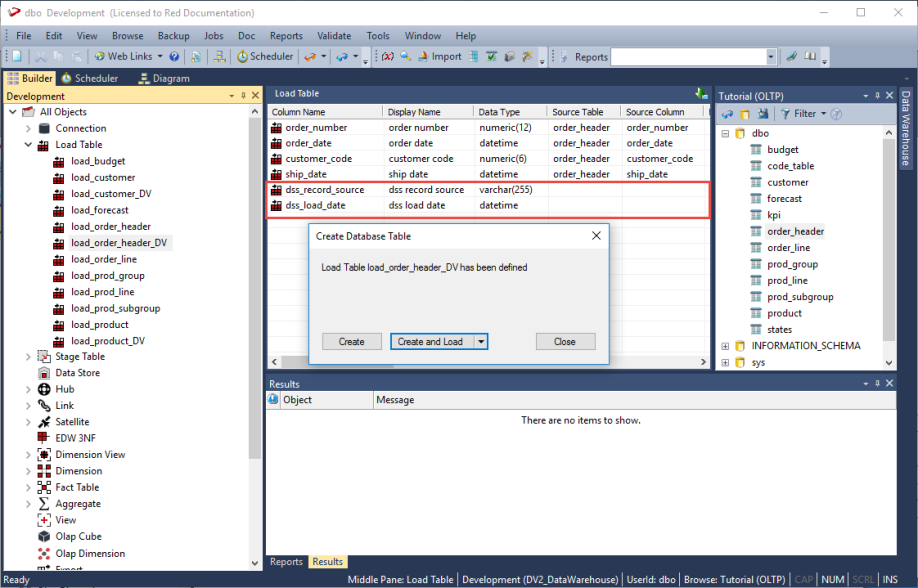 dbo Development (Licensed to Red Documentation)
File Edit View Browse Backup Jobs Doc Reports Validate Tools Window Help
Web Links Scheduler (x) Import Reports
Builder Scheduler Diagram
Development
All Objects
Connection
Load Table
load_budget
load_customer
load_customer_DV
load_forecast
load_order_header
load_order_header_DV
load_order_line
load_prod_group
load_prod_line
load_prod_subgroup
load_product
load_product_DV
Stage Table
Data Store
Hub
Link
Satellite
EDW 3NF
Dimension View
Dimension
Fact Table
Aggregate
View
Olap Cube
Olap Dimension
Export
Load Table
Column Name Display Name Data Type Source Table Source Column
order_number order number numeric(12) order_header order_number
order_date order date datetime order_header order_date
customer_code customer code numeric(6) order_header customer_code
ship_date ship date datetime order_header ship_date
dss_record_source dss record source varchar(255)
dss_load_date dss load date datetime
Create Database Table
Load Table load_order_header_DV has been defined
Create Create and Load Close
Tutorial (OLTP)
Filter
dbo
budget
code_table
customer
forecast
kpi
order_header
order_line
prod_group
prod_line
prod_subgroup
product
states
INFORMATION_SCHEMA
sys
Data Warehouse
Results
Object Message
There are no items to show.
Reports Results
Ready Middle Pane: Load Table Development (DV2_DataWarehouse) UserId: dbo Browse: Tutorial (OLTP) CAP NUM SCRL INS